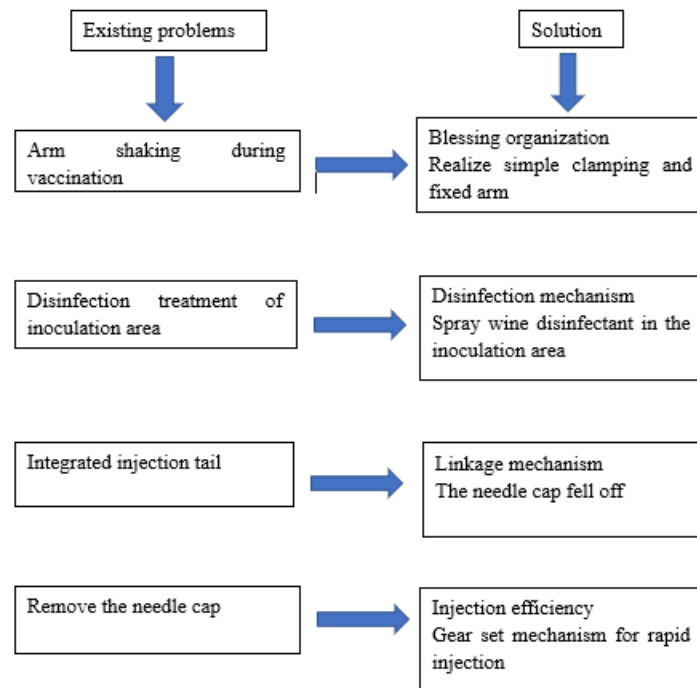 Existing problems
Solution
Arm shaking during
vaccination
Blessing organization
Realize simple clamping and
fixed arm
Disinfection treatment of
inoculation area
Disinfection mechanism
Spray wine disinfectant in the
inoculation area
Integrated injection tail
Linkage mechanism
The needle cap fell off
Remove the needle cap
Injection efficiency
Gear set mechanism for rapid
injection